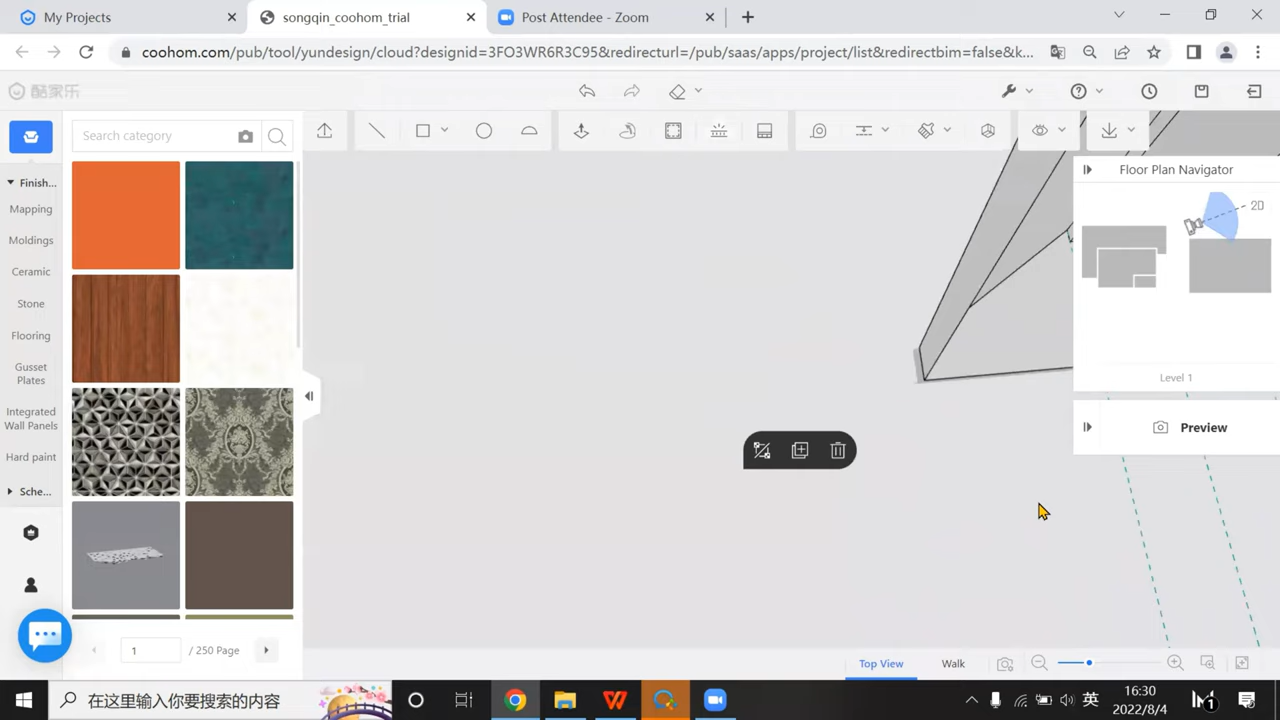 My Projects
songqin_coohom_trial
Post Attendee - Zoom
coohom.com/pub/tool/yundesign/cloud?designid=3FO3WR6R3C95&redirecturl=/pub/saas/apps/project/list&redirectbim=false&k...
酷家乐
Search category
Finish...
Mapping
Moldings
Ceramic
Stone
Flooring
Gusset
Plates
Integrated
Wall Panels
Hard paint
Sche...
1
/ 250 Page
Floor Plan Navigator
2D
Level 1
Preview
Top View
Walk
在这里输入你要搜索的内容
英
16:30
2022/8/4
1